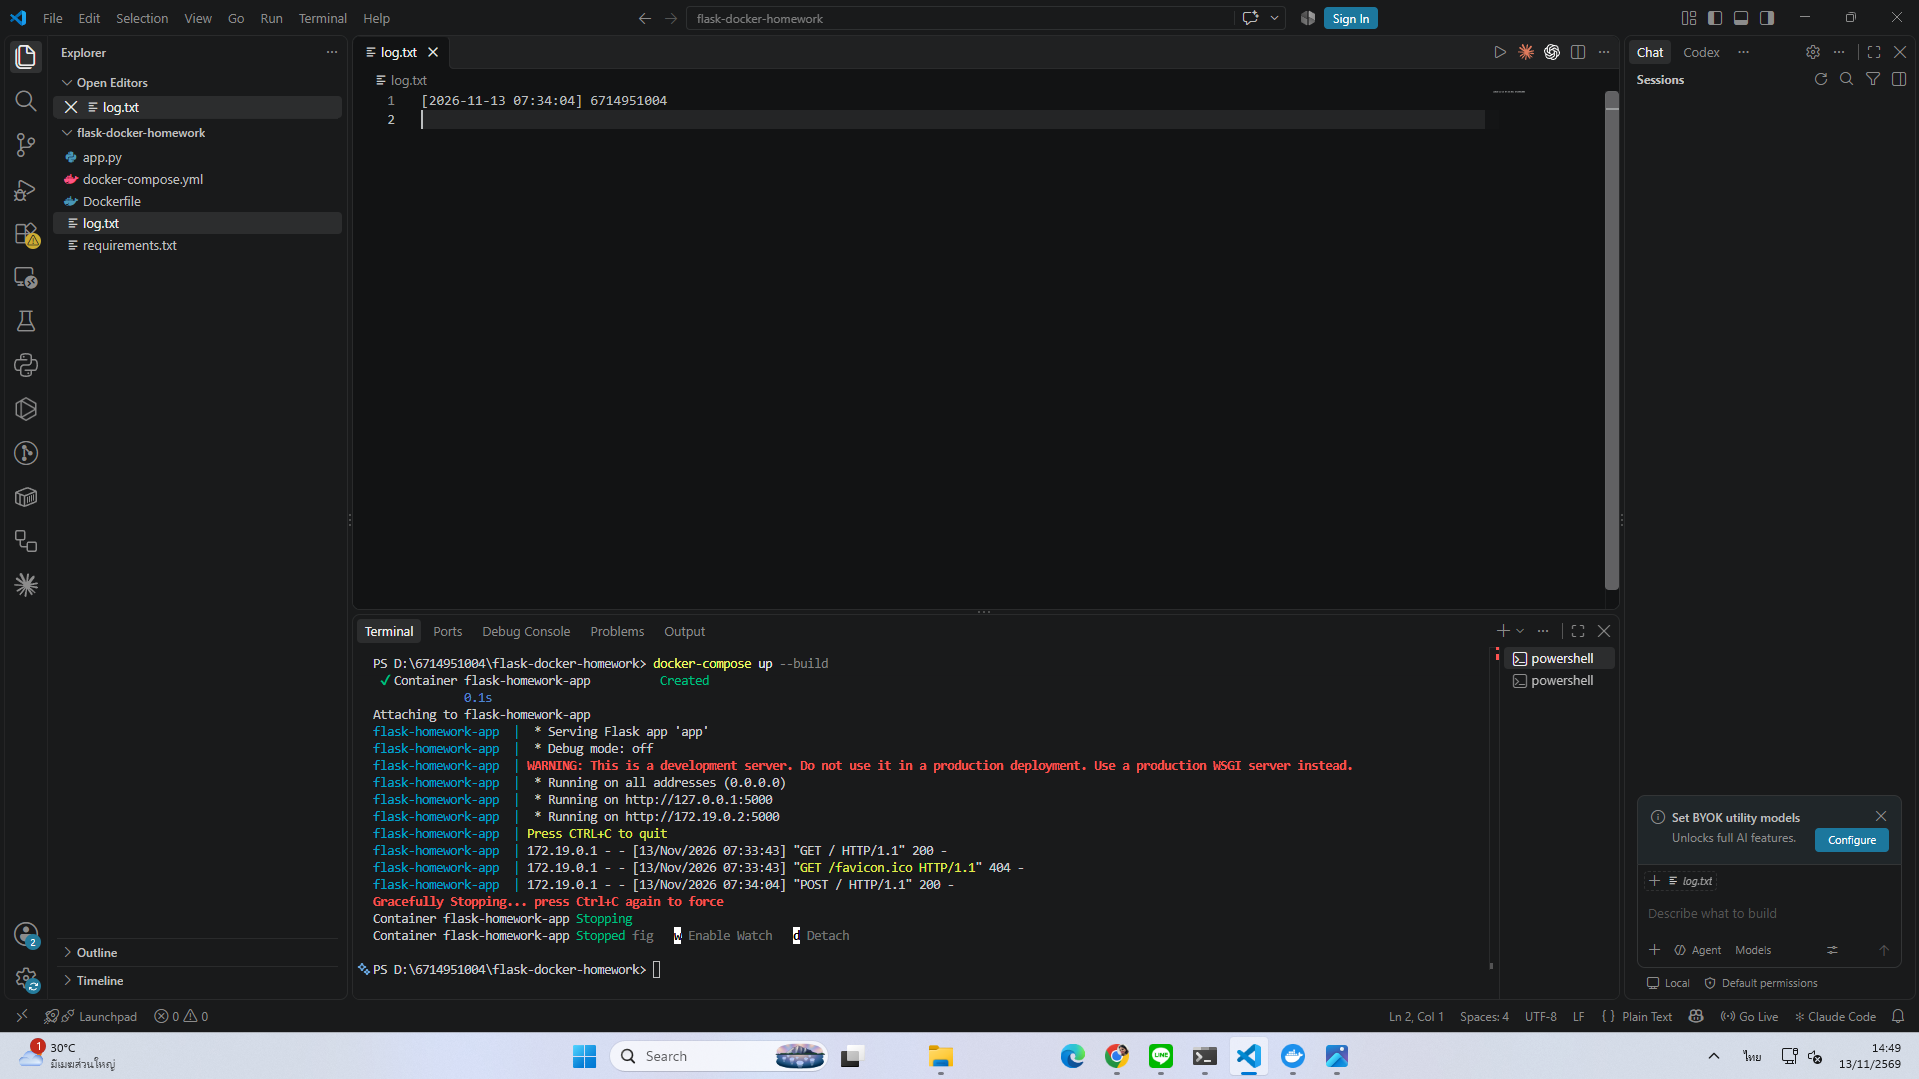 File Edit Selection View Go Run Terminal Help
flask-docker-homework
Sign In
Explorer
Open Editors
log.txt
flask-docker-homework
app.py
docker-compose.yml
Dockerfile
log.txt
requirements.txt
Outline
Timeline
log.txt
log.txt
1 [2026-11-13 07:34:04] 6714951004
2
Terminal Ports Debug Console Problems Output
PS D:\6714951004\flask-docker-homework> docker-compose up --build
✓Container flask-homework-app Created
0.1s
Attaching to flask-homework-app
flask-homework-app | * Serving Flask app 'app'
flask-homework-app | * Debug mode: off
flask-homework-app | WARNING: This is a development server. Do not use it in a production deployment. Use a production WSGI server instead.
flask-homework-app | * Running on all addresses (0.0.0.0)
flask-homework-app | * Running on http://127.0.0.1:5000
flask-homework-app | * Running on http://172.19.0.2:5000
flask-homework-app | Press CTRL+C to quit
flask-homework-app | 172.19.0.1 - - [13/Nov/2026 07:33:43] "GET / HTTP/1.1" 200 -
flask-homework-app | 172.19.0.1 - - [13/Nov/2026 07:33:43] "GET /favicon.ico HTTP/1.1" 404 -
flask-homework-app | 172.19.0.1 - - [13/Nov/2026 07:34:04] "POST / HTTP/1.1" 200 -
Gracefully Stopping... press Ctrl+C again to force
Container flask-homework-app Stopping
Container flask-homework-app Stopped fig w Enable Watch d Detach
PS D:\6714951004\flask-docker-homework>
powershell
powershell
Chat Codex
Sessions
Set BYOK utility models
Unlocks full AI features.
Configure
log.txt
Describe what to build
Agent Models
Local Default permissions
2
Launchpad 0 0
Ln 2, Col 1 Spaces: 4 UTF-8 LF { } Plain Text Go Live Claude Code
1
30°C
มีเมฆส่วนใหญ่
Search
ไทย
14:49
13/11/2569